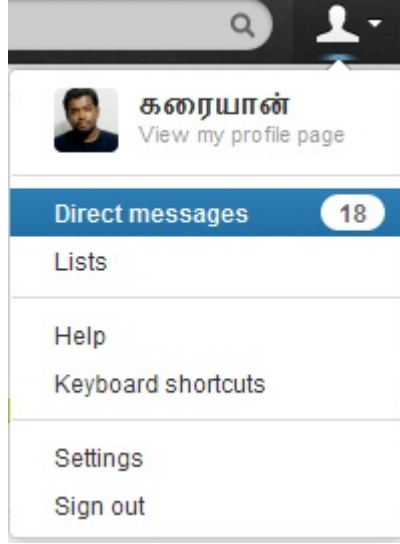 கரையான்
View my profile page
Direct messages 18
Lists
Help
Keyboard shortcuts
Settings
Sign out